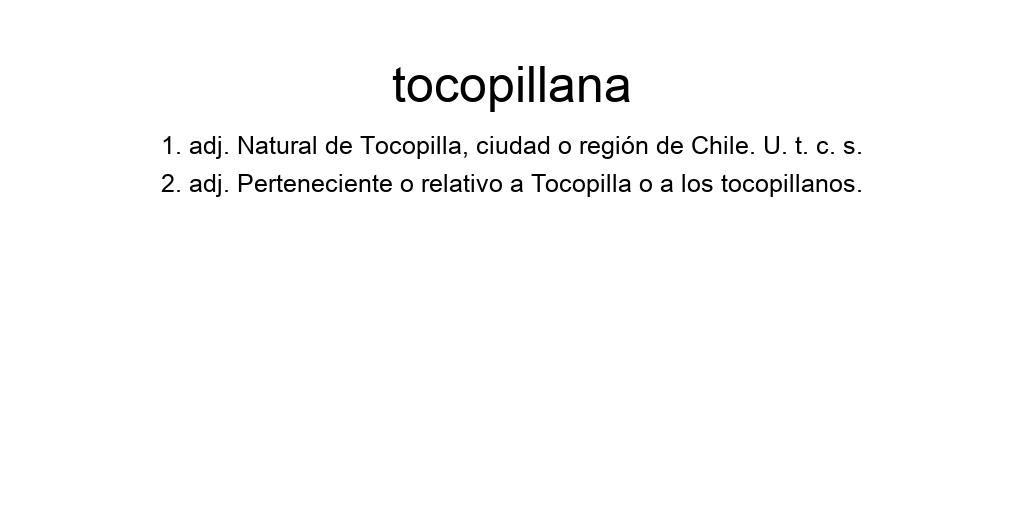 tocopillana
1. adj. Natural de Tocopilla, ciudad o región de Chile. U. t. c. s.
2. adj. Perteneciente o relativo a Tocopilla o a los tocopillanos.